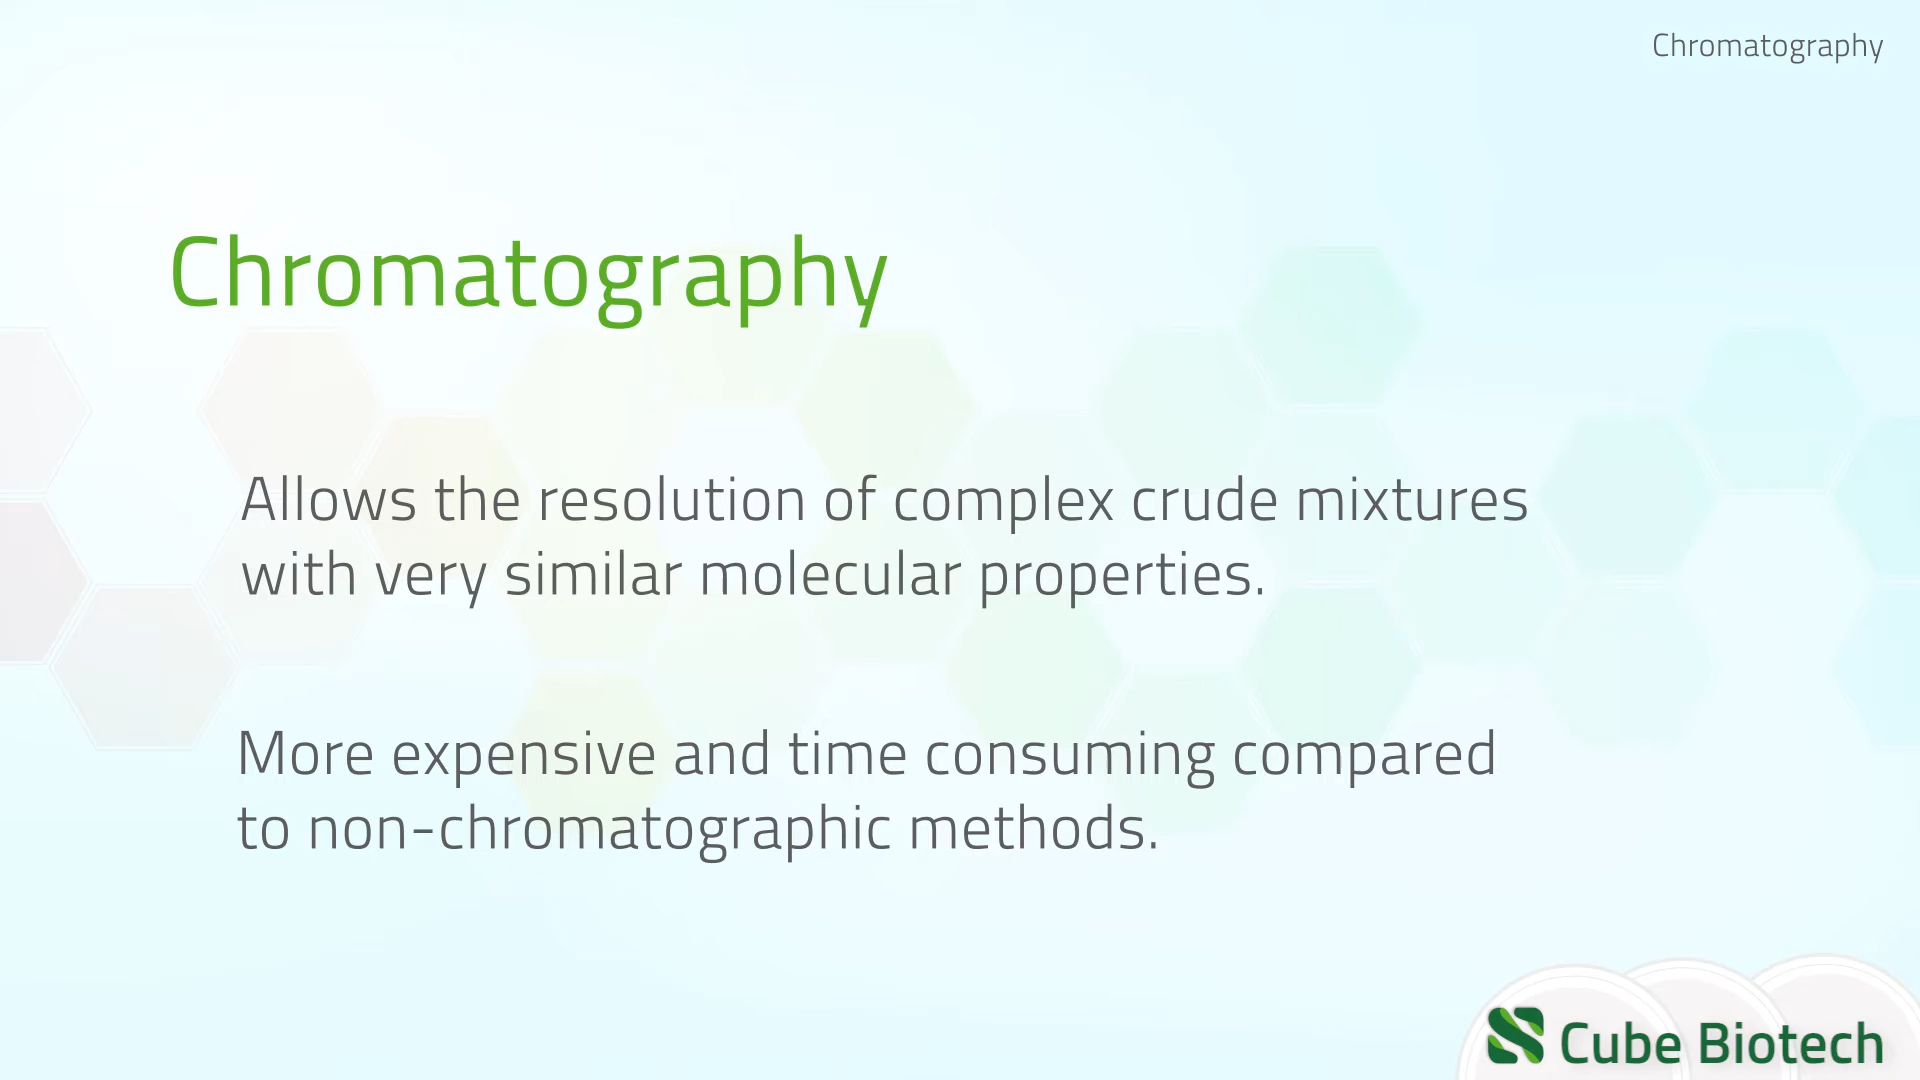 Chromatography
Chromatography
Allows the resolution of complex crude mixtures
with very similar molecular properties.
More expensive and time consuming compared
to non-chromatographic methods.
Cube Biotech